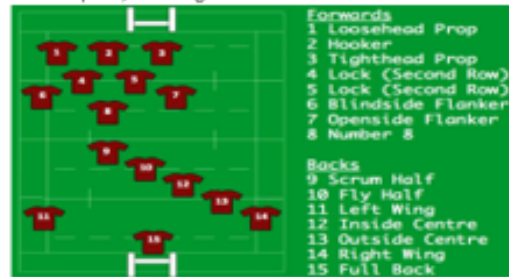 1 2 3
4 5
6 7
8
9
10
12
13
11 14
15
Forwards
1 Loosehead Prop
2 Hooker
3 Tighthead Prop
4 Lock (Second Row)
5 Lock (Second Row)
6 Blindside Flanker
7 Openside Flanker
8 Number 8
Backs
9 Scrum Half
10 Fly Half
11 Left Wing
12 Inside Centre
13 Outside Centre
14 Right Wing
15 Full Back